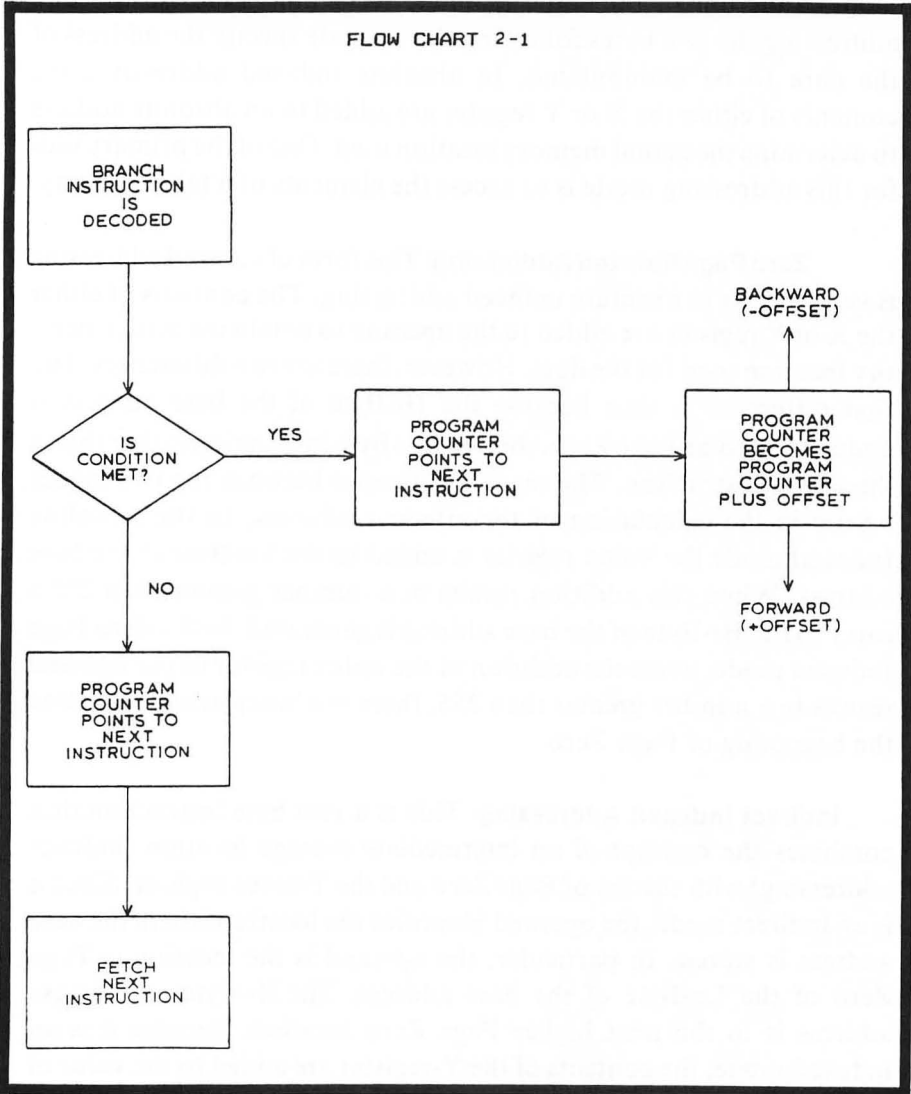 FLOW CHART 2-1
BRANCH
INSTRUCTION
IS
DECODED
IS
CONDITION
MET?
YES
PROGRAM
COUNTER
POINTS TO
NEXT
INSTRUCTION
BACKWARD
(-OFFSET)
PROGRAM
COUNTER
BECOMES
PROGRAM
COUNTER
PLUS OFFSET
FORWARD
(+OFFSET)
NO
PROGRAM
COUNTER
POINTS TO
NEXT
INSTRUCTION
FETCH
NEXT
INSTRUCTION